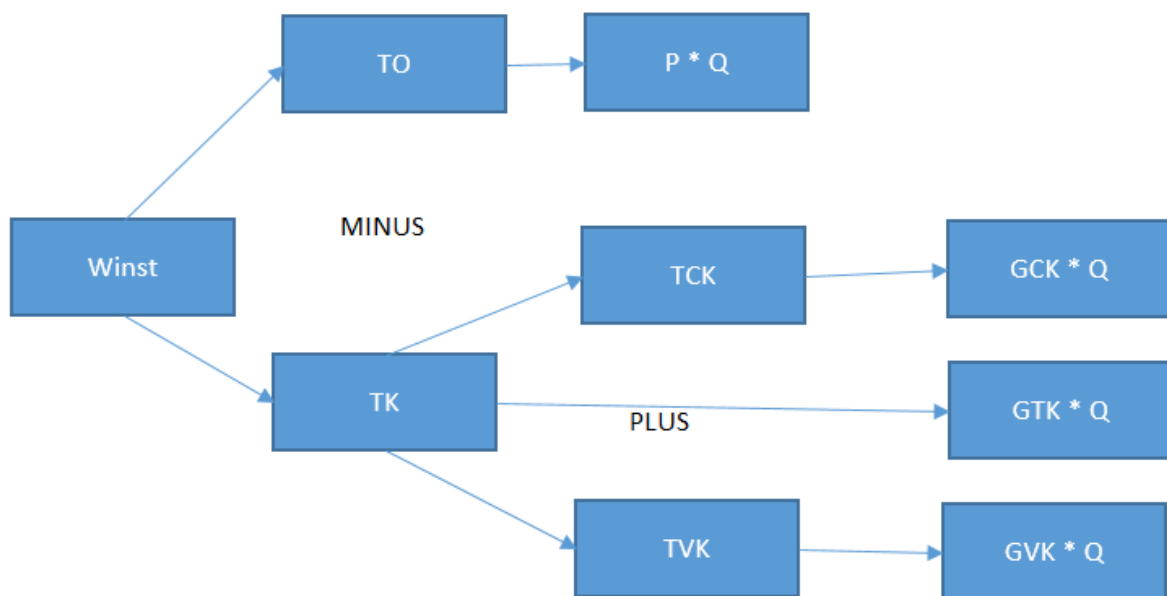 TO
P * Q
MINUS
Winst
TCK
GCK * Q
TK
PLUS
GTK * Q
TVK
GVK * Q